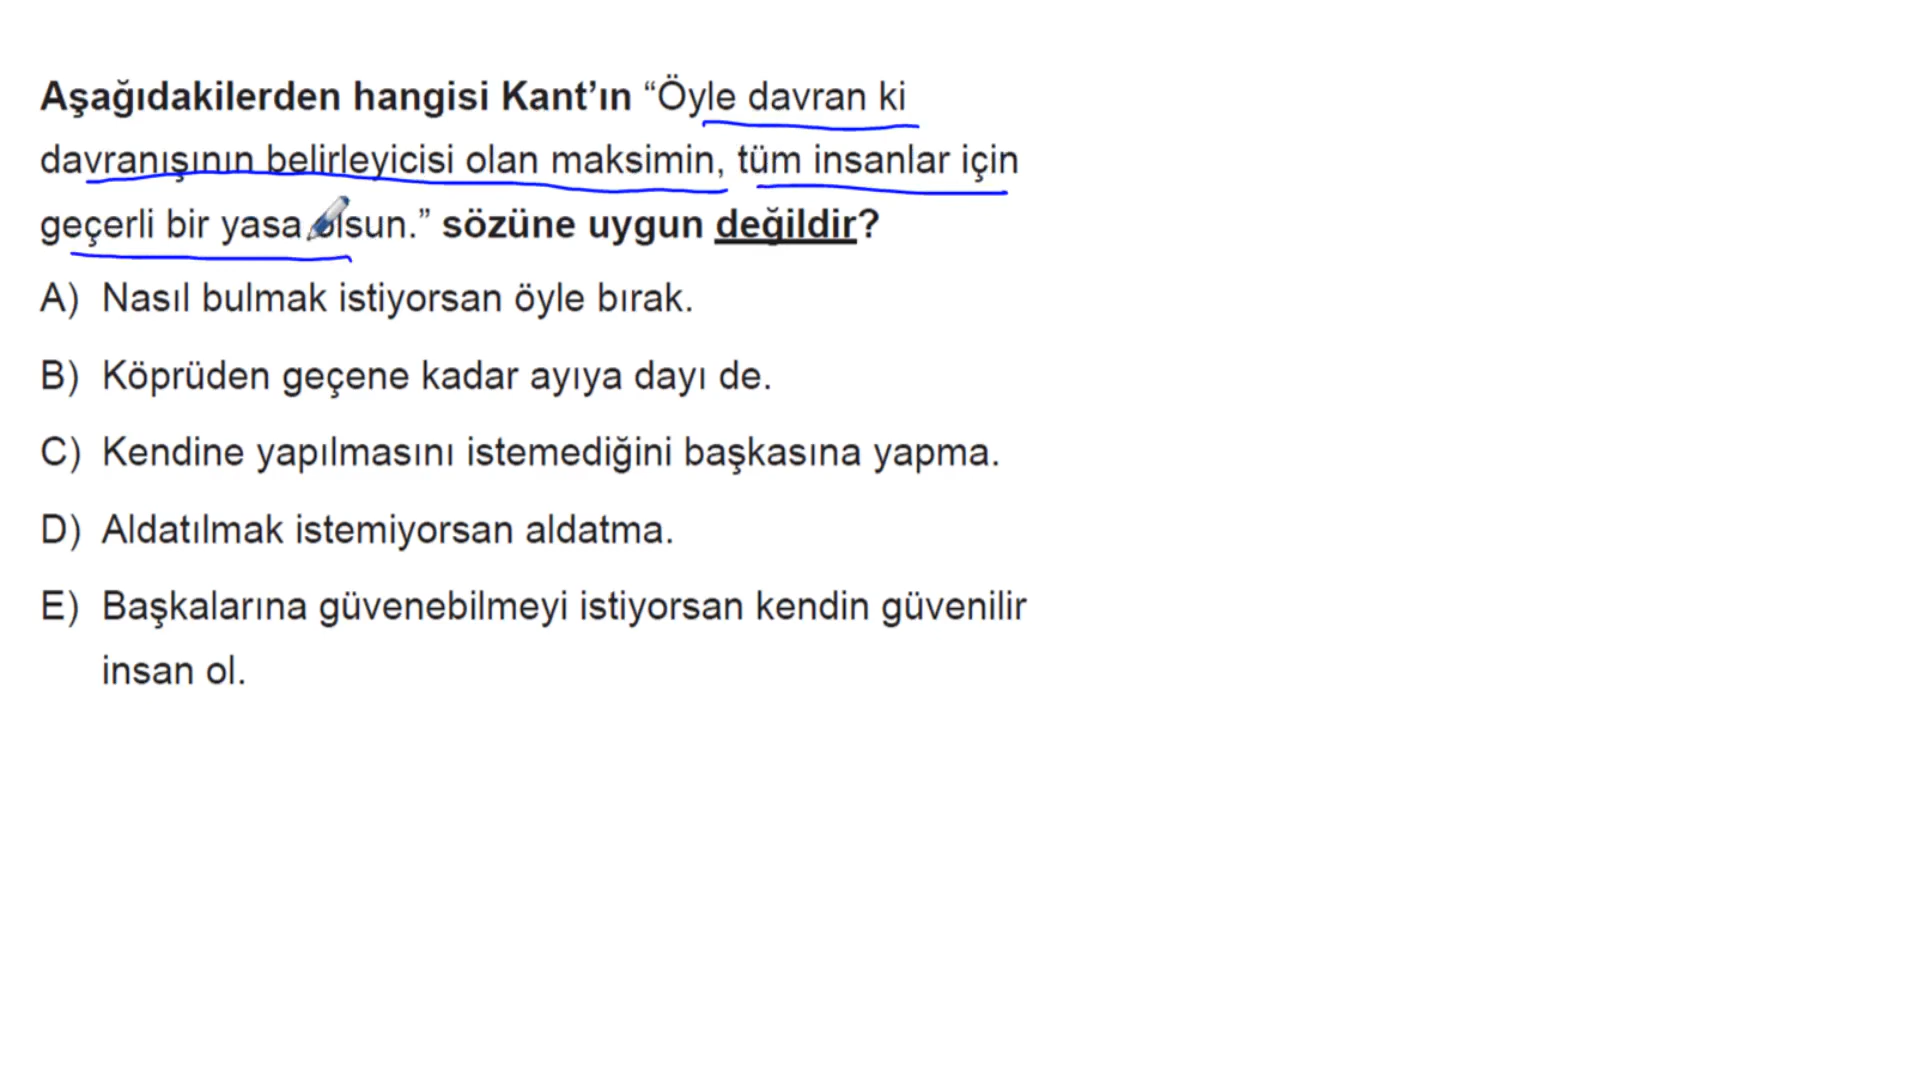 Aşağıdakilerden hangisi Kant’ın “Öyle davran ki
davranışının belirleyicisi olan maksimin, tüm insanlar için
geçerli bir yasa olsun.” sözüne uygun değildir?
A) Nasıl bulmak istiyorsan öyle bırak.
B) Köprüden geçene kadar ayıya dayı de.
C) Kendine yapılmasını istemediğini başkasına yapma.
D) Aldatılmak istemiyorsan aldatma.
E) Başkalarına güvenebilmeyi istiyorsan kendin güvenilir
insan ol.